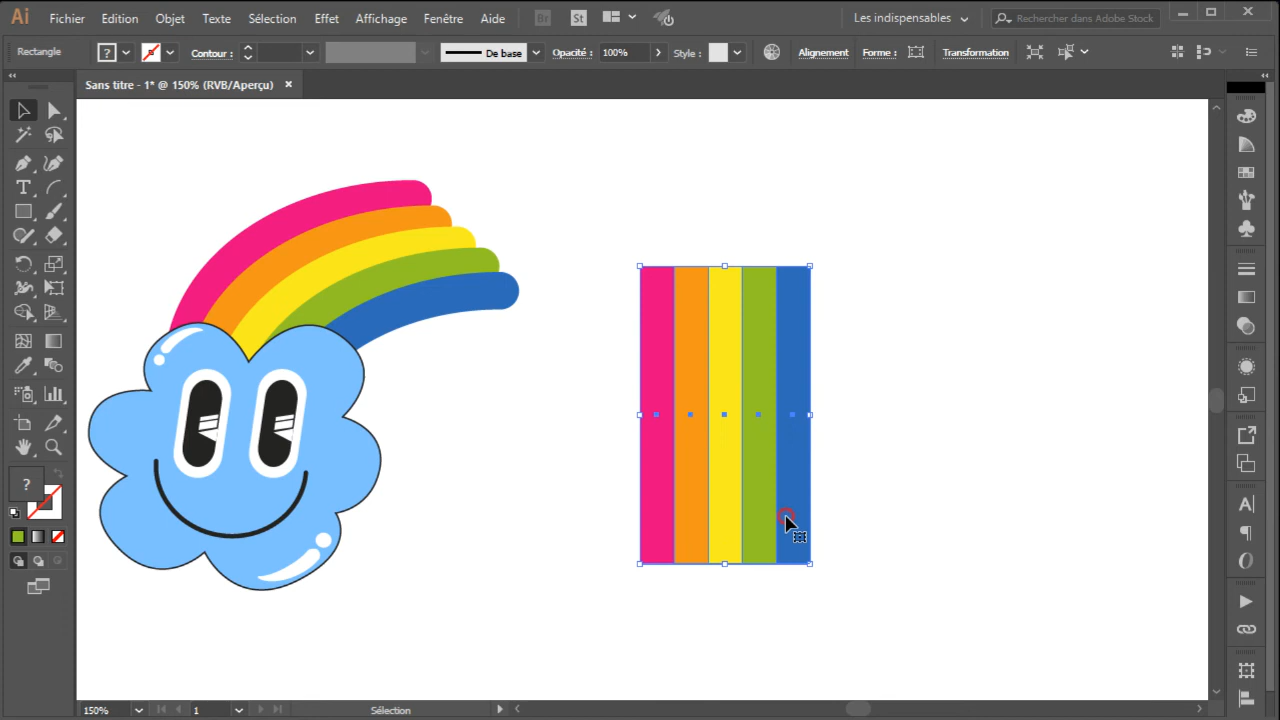 Ai Fichier Edition Objet Texte Sélection Effet Affichage Fenêtre Aide Br St Les indispensables Rechercher dans Adobe Stock
Rectangle ? Contour : De base Opacité : 100% Style : Alignement Forme : Transformation
Sans titre - 1* @ 150% (RVB/Aperçu)
?
150% 1 Sélection